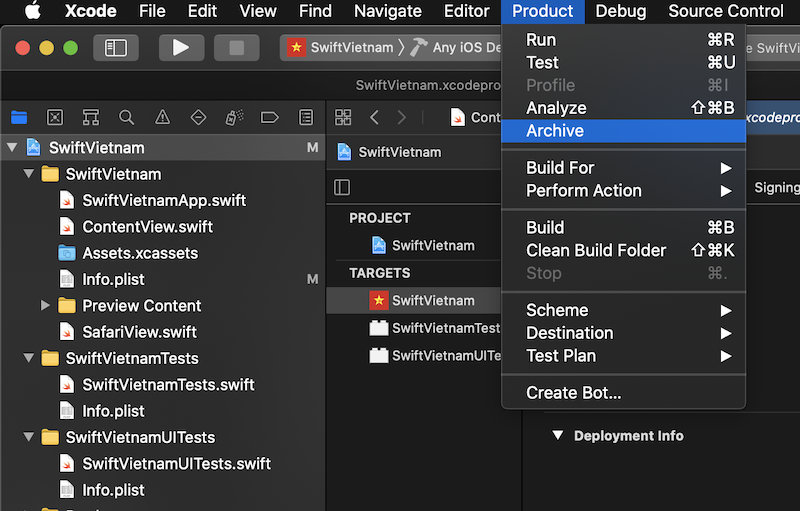 Xcode File Edit View Find Navigate Editor Product Debug Source Control
SwiftVietnam Any iOS De
SwiftVi
SwiftVietnam.xcodepro
Cont
xcodepro
SwiftVietnam M
SwiftVietnam
SwiftVietnamApp.swift
ContentView.swift
Assets.xcassets
Info.plist M
Preview Content
SafariView.swift
SwiftVietnamTests
SwiftVietnamTests.swift
Info.plist
SwiftVietnamUITests
SwiftVietnamUITests.swift
Info.plist
SwiftVietnam
PROJECT
SwiftVietnam
TARGETS
SwiftVietnam
SwiftVietnamTest
SwiftVietnamUITe
Run ⌘R
Test ⌘U
Profile ⌘I
Analyze ⇧⌘B
Archive
Build For
Perform Action
Build ⌘B
Clean Build Folder ⇧⌘K
Stop ⌘.
Scheme
Destination
Test Plan
Create Bot...
Signing
Deployment Info